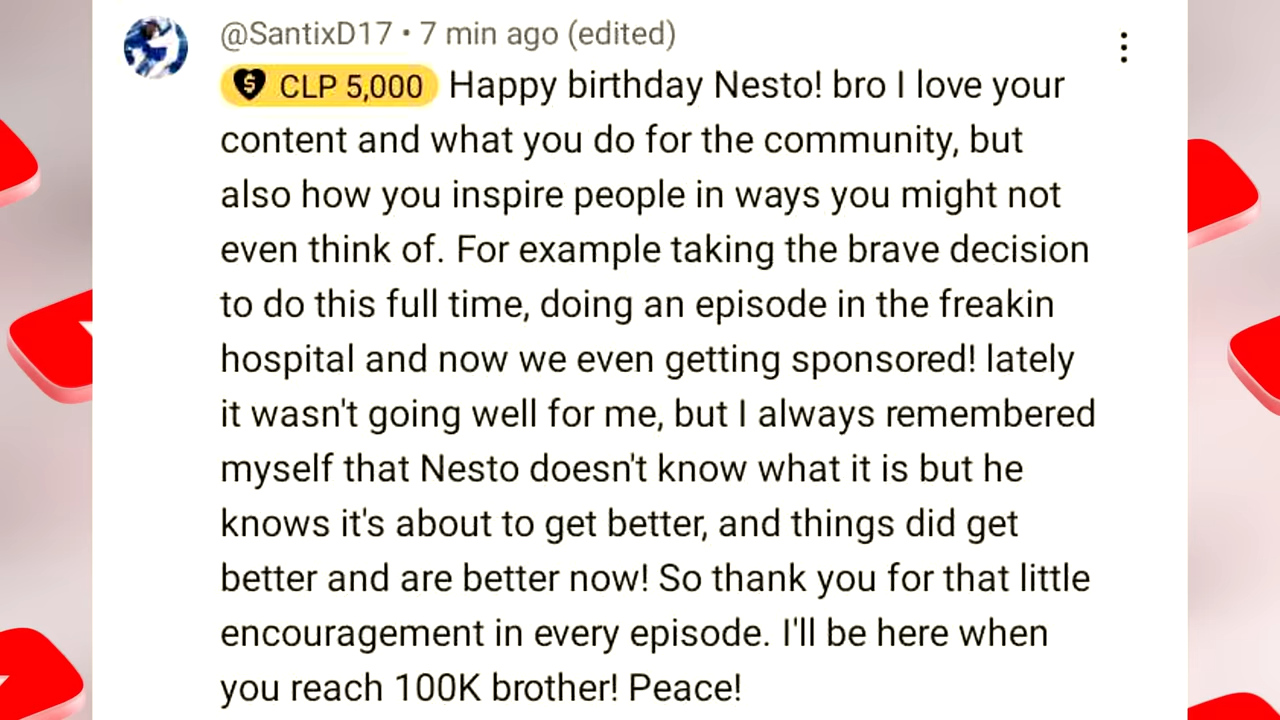 @SantixD17 • 7 min ago (edited)
CLP 5,000 Happy birthday Nesto! bro I love your
content and what you do for the community, but
also how you inspire people in ways you might not
even think of. For example taking the brave decision
to do this full time, doing an episode in the freakin
hospital and now we even getting sponsored! lately
it wasn't going well for me, but I always remembered
myself that Nesto doesn't know what it is but he
knows it's about to get better, and things did get
better and are better now! So thank you for that little
encouragement in every episode. I'll be here when
you reach 100K brother! Peace!